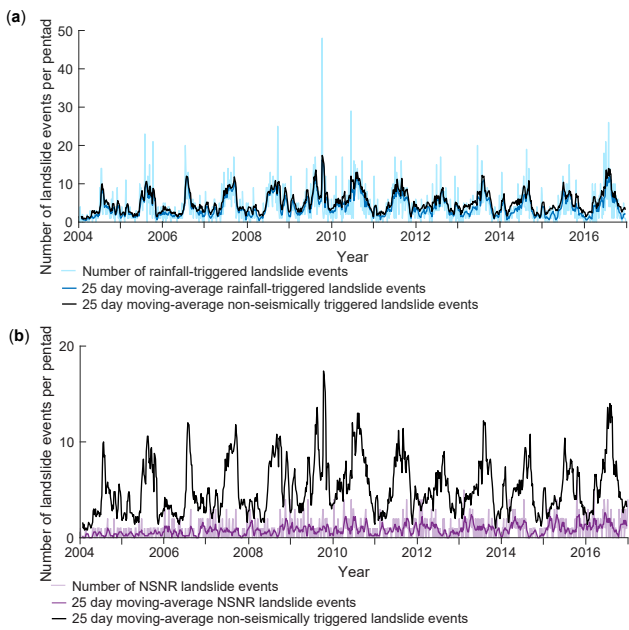 (a)
Number of landslide events per pentad
50
40
30
20
10
0
2004 2006 2008 2010 2012 2014 2016
Year
Number of rainfall-triggered landslide events
25 day moving-average rainfall-triggered landslide events
25 day moving-average non-seismically triggered landslide events
(b)
Number of landslide events per pentad
20
10
0
2004 2006 2008 2010 2012 2014 2016
Year
Number of NSNR landslide events
25 day moving-average NSNR landslide events
25 day moving-average non-seismically triggered landslide events